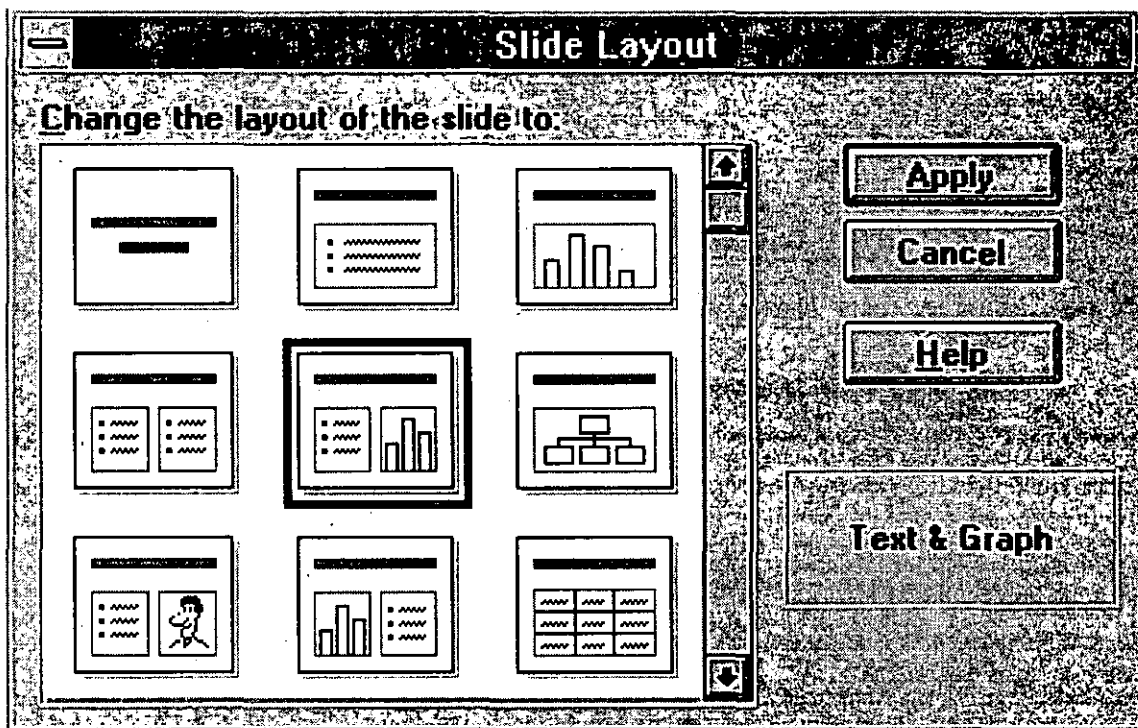 Slide Layout
Change the layout of the slide to:
Apply
Cancel
Help
Text & Graph